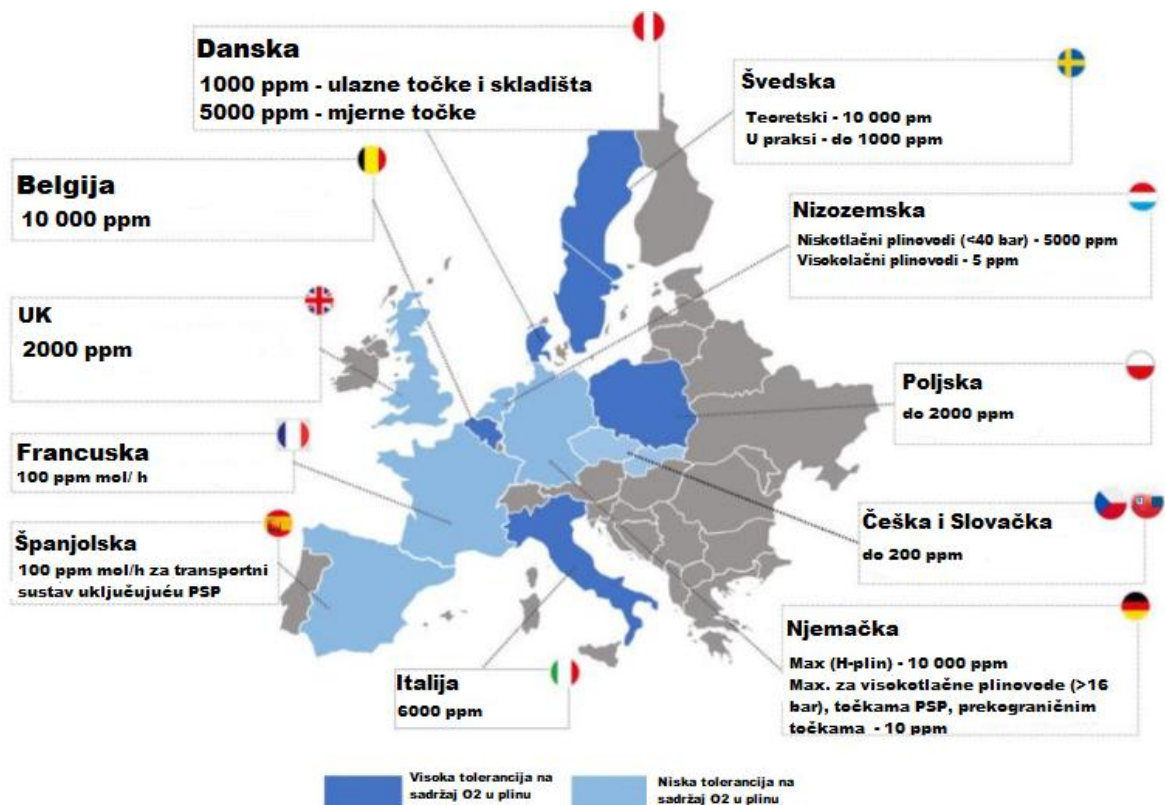 Danska
1000 ppm - ulazne točke i skladišta
5000 ppm - mjerne točke
Švedska
Teoretski - 10 000 pm
U praksi - do 1000 ppm
Belgija
10 000 ppm
Nizozemska
Niskotlačni plinovodi (<40 bar) - 5000 ppm
Visokolačni plinovodi - 5 ppm
UK
2000 ppm
Poljska
do 2000 ppm
Francuska
100 ppm mol/ h
Češka i Slovačka
do 200 ppm
Španjolska
100 ppm mol/h za transportni
sustav uključujuću PSP
Njemačka
Max (H-plin) - 10 000 ppm
Max. za visokotlačne plinovode (>16
bar), točkama PSP, prekograničnim
točkama - 10 ppm
Italija
6000 ppm
Visoka tolerancija na
sadržaj O2 u plinu
Niska tolerancija na
sadržaj O2 u plinu